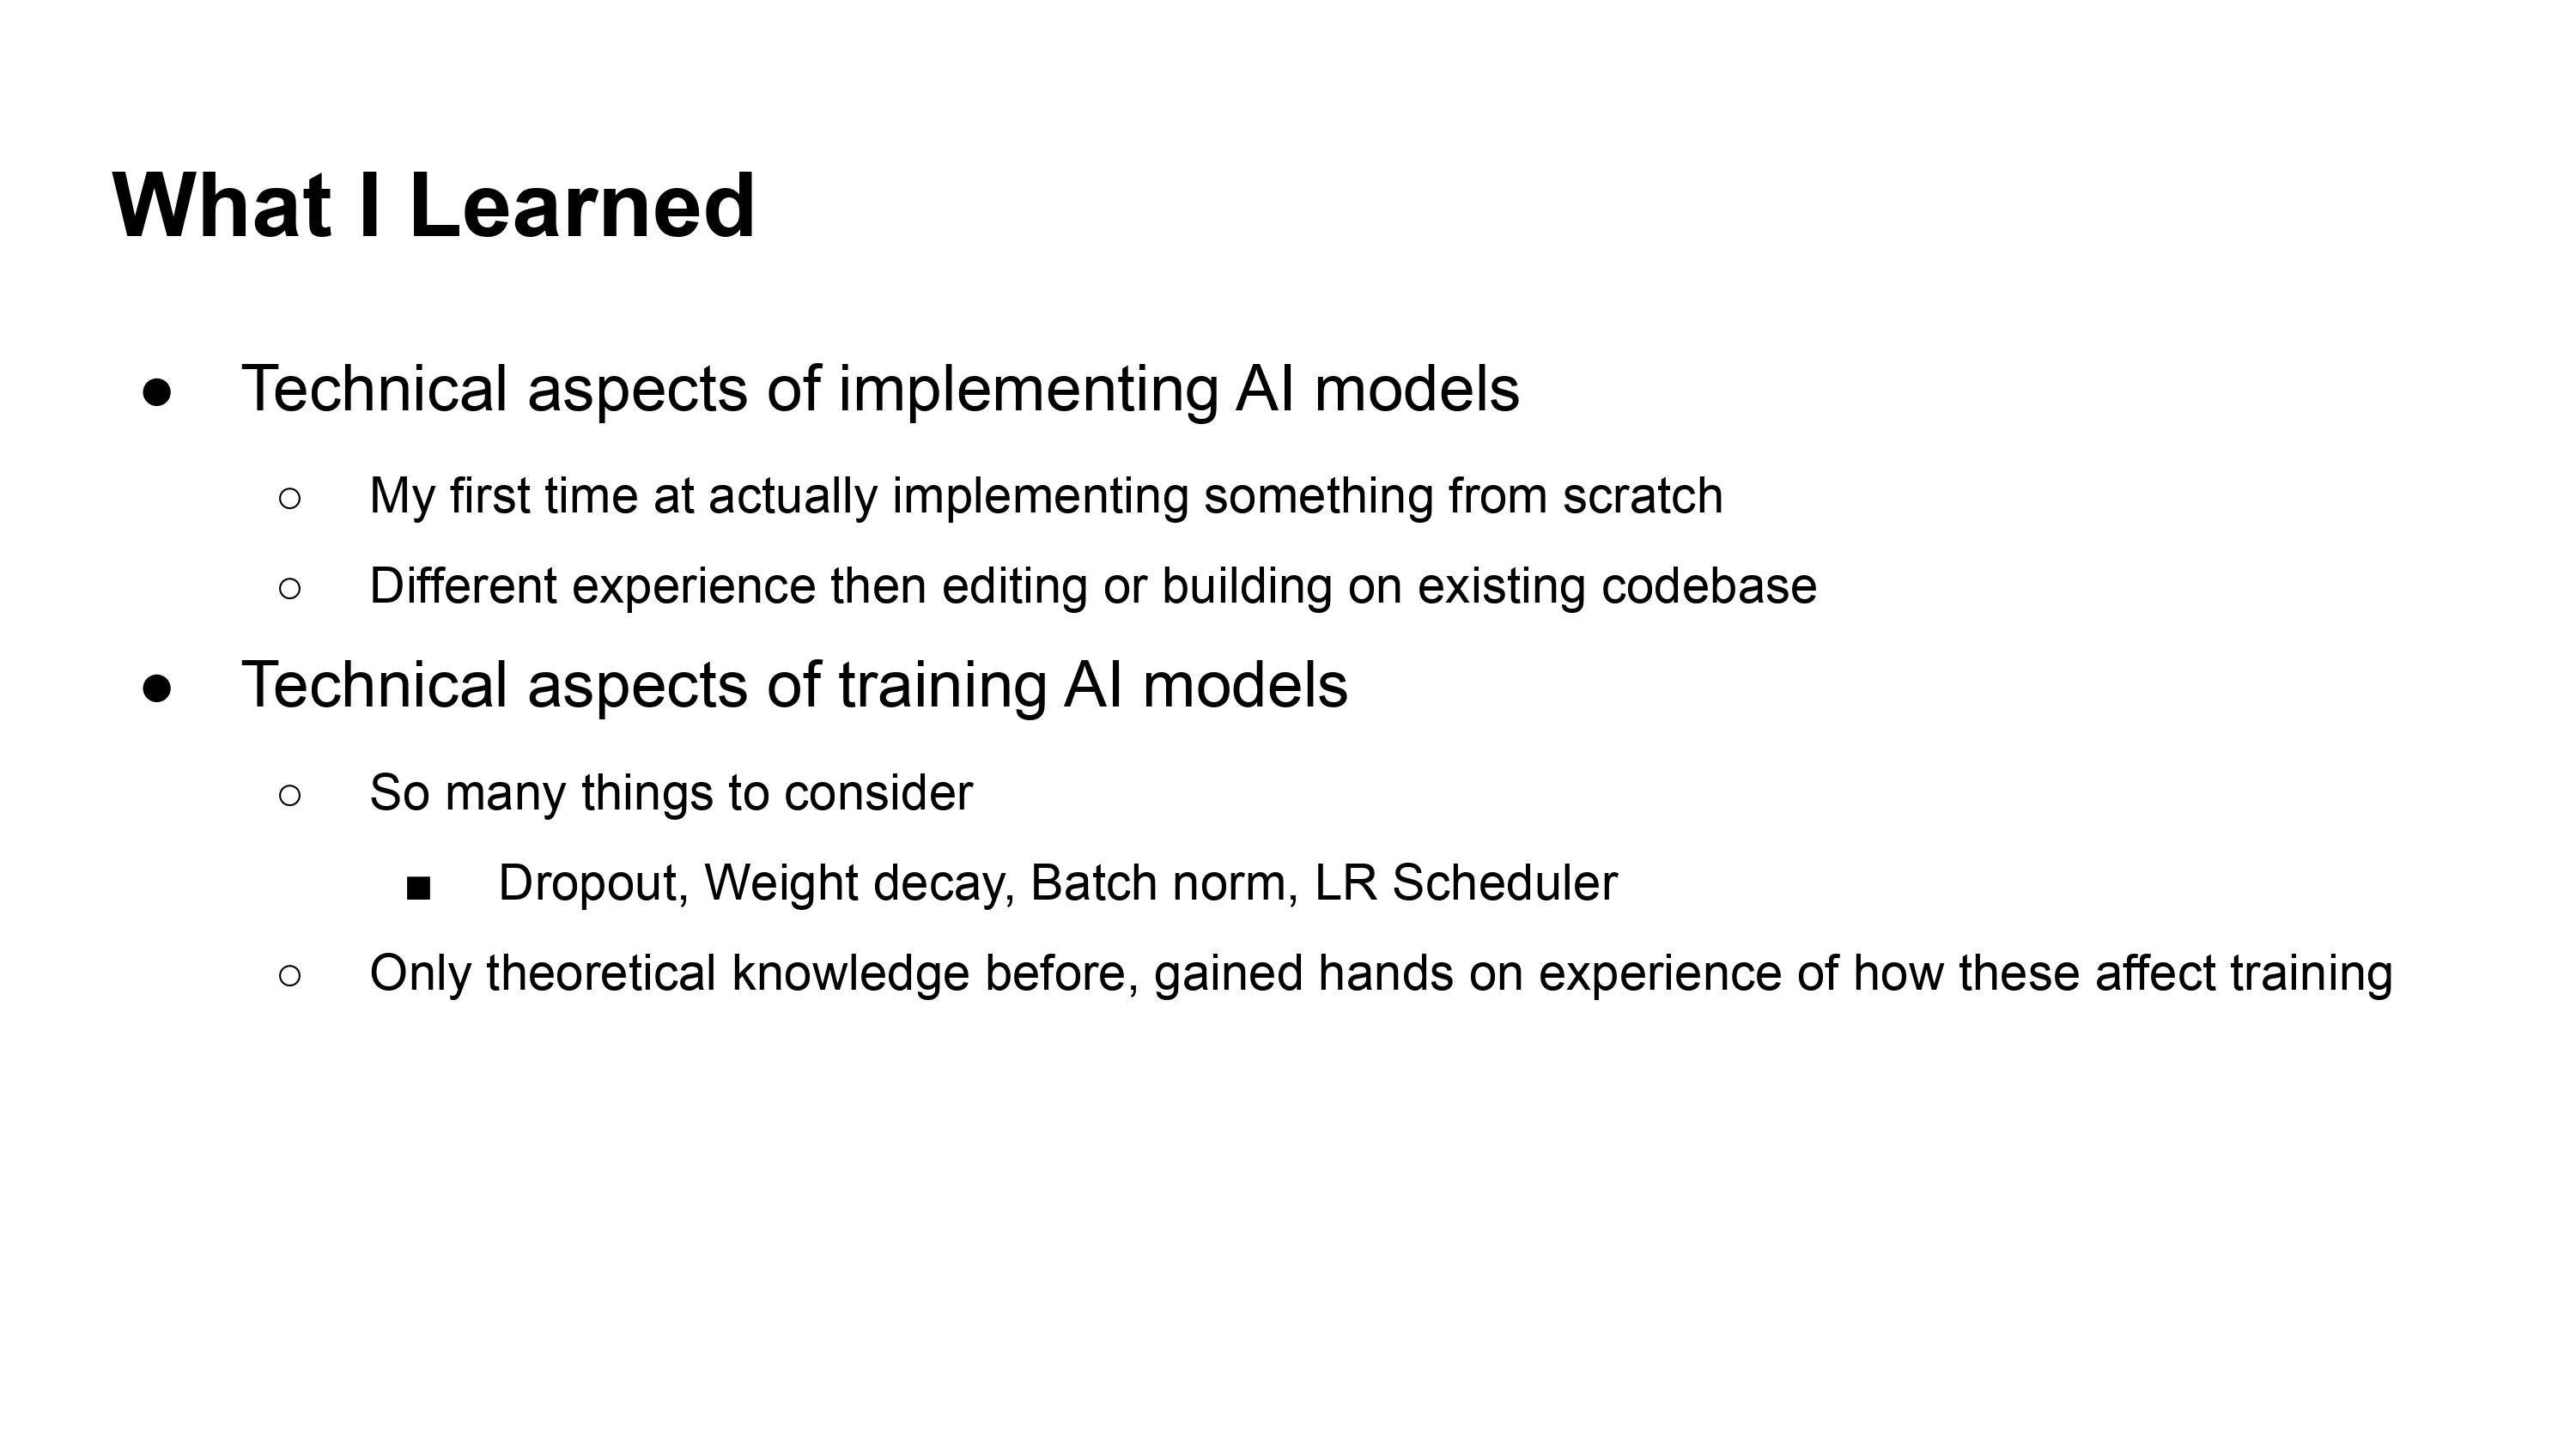 What I Learned
● Technical aspects of implementing AI models
○ My first time at actually implementing something from scratch
○ Different experience then editing or building on existing codebase
● Technical aspects of training AI models
○ So many things to consider
■ Dropout, Weight decay, Batch norm, LR Scheduler
○ Only theoretical knowledge before, gained hands on experience of how these affect training